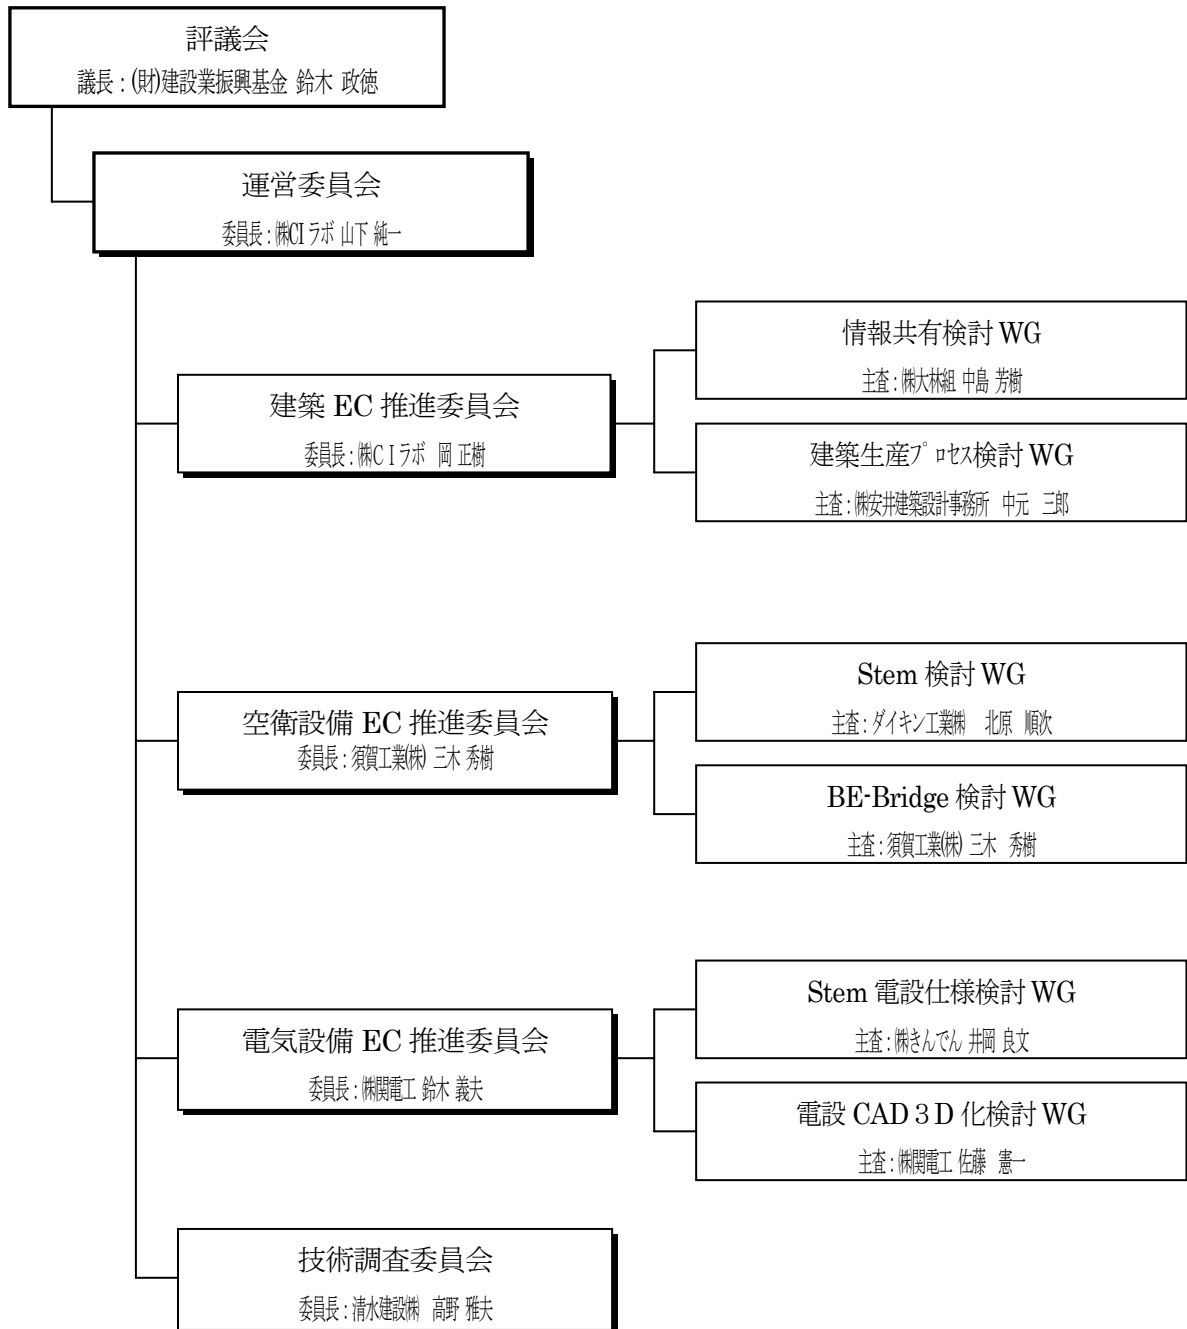 評議会
議長:(財)建設業振興基金 鈴木 政徳
運営委員会
委員長:㈱CIラボ 山下 純一
建築 EC 推進委員会
委員長:㈱CIラボ 岡 正樹
情報共有検討 WG
主査:㈱大林組 中島 芳樹
建築生産プロセス検討 WG
主査:㈱安井建築設計事務所 中元 三郎
空衛設備 EC 推進委員会
委員長:須賀工業(株) 三木 秀樹
Stem 検討 WG
主査:ダイキン工業㈱ 北原 順次
BE-Bridge 検討 WG
主査:須賀工業(株) 三木 秀樹
電気設備 EC 推進委員会
委員長:㈱関電工 鈴木 義夫
Stem 電設仕様検討 WG
主査:㈱きんでん 井岡 良文
電設 CAD3D 化検討 WG
主査:㈱関電工 佐藤 憲一
技術調査委員会
委員長:清水建設㈱ 高野 雅夫